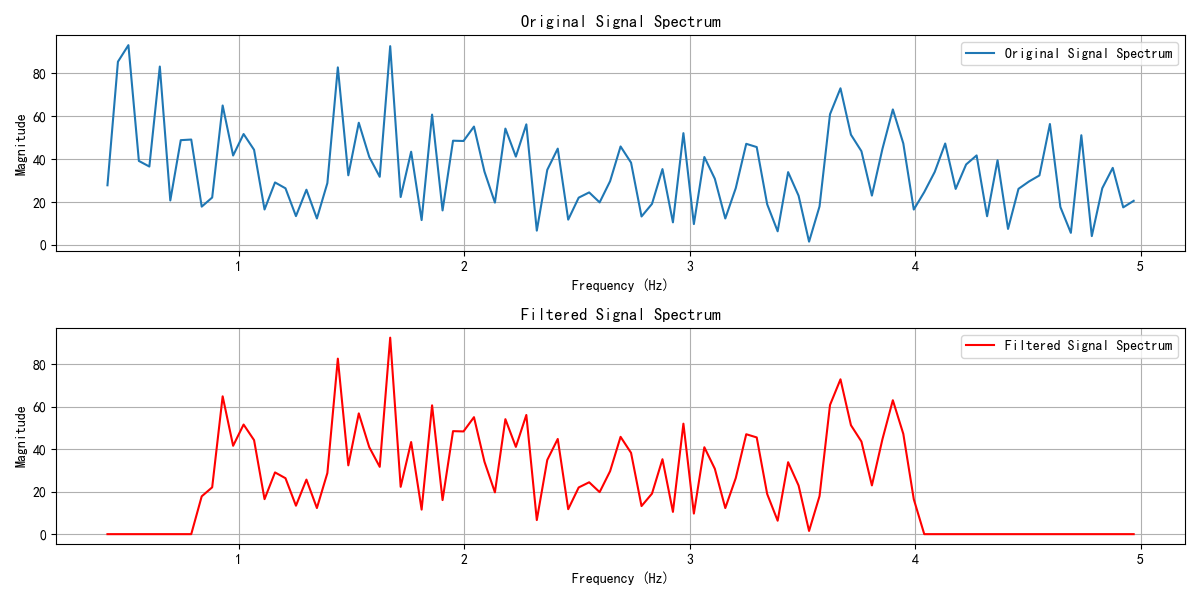 Original Signal Spectrum
Original Signal Spectrum
Magnitude
80
60
40
20
0
1 2 3 4 5
Frequency (Hz)
Filtered Signal Spectrum
Filtered Signal Spectrum
Magnitude
80
60
40
20
0
1 2 3 4 5
Frequency (Hz)